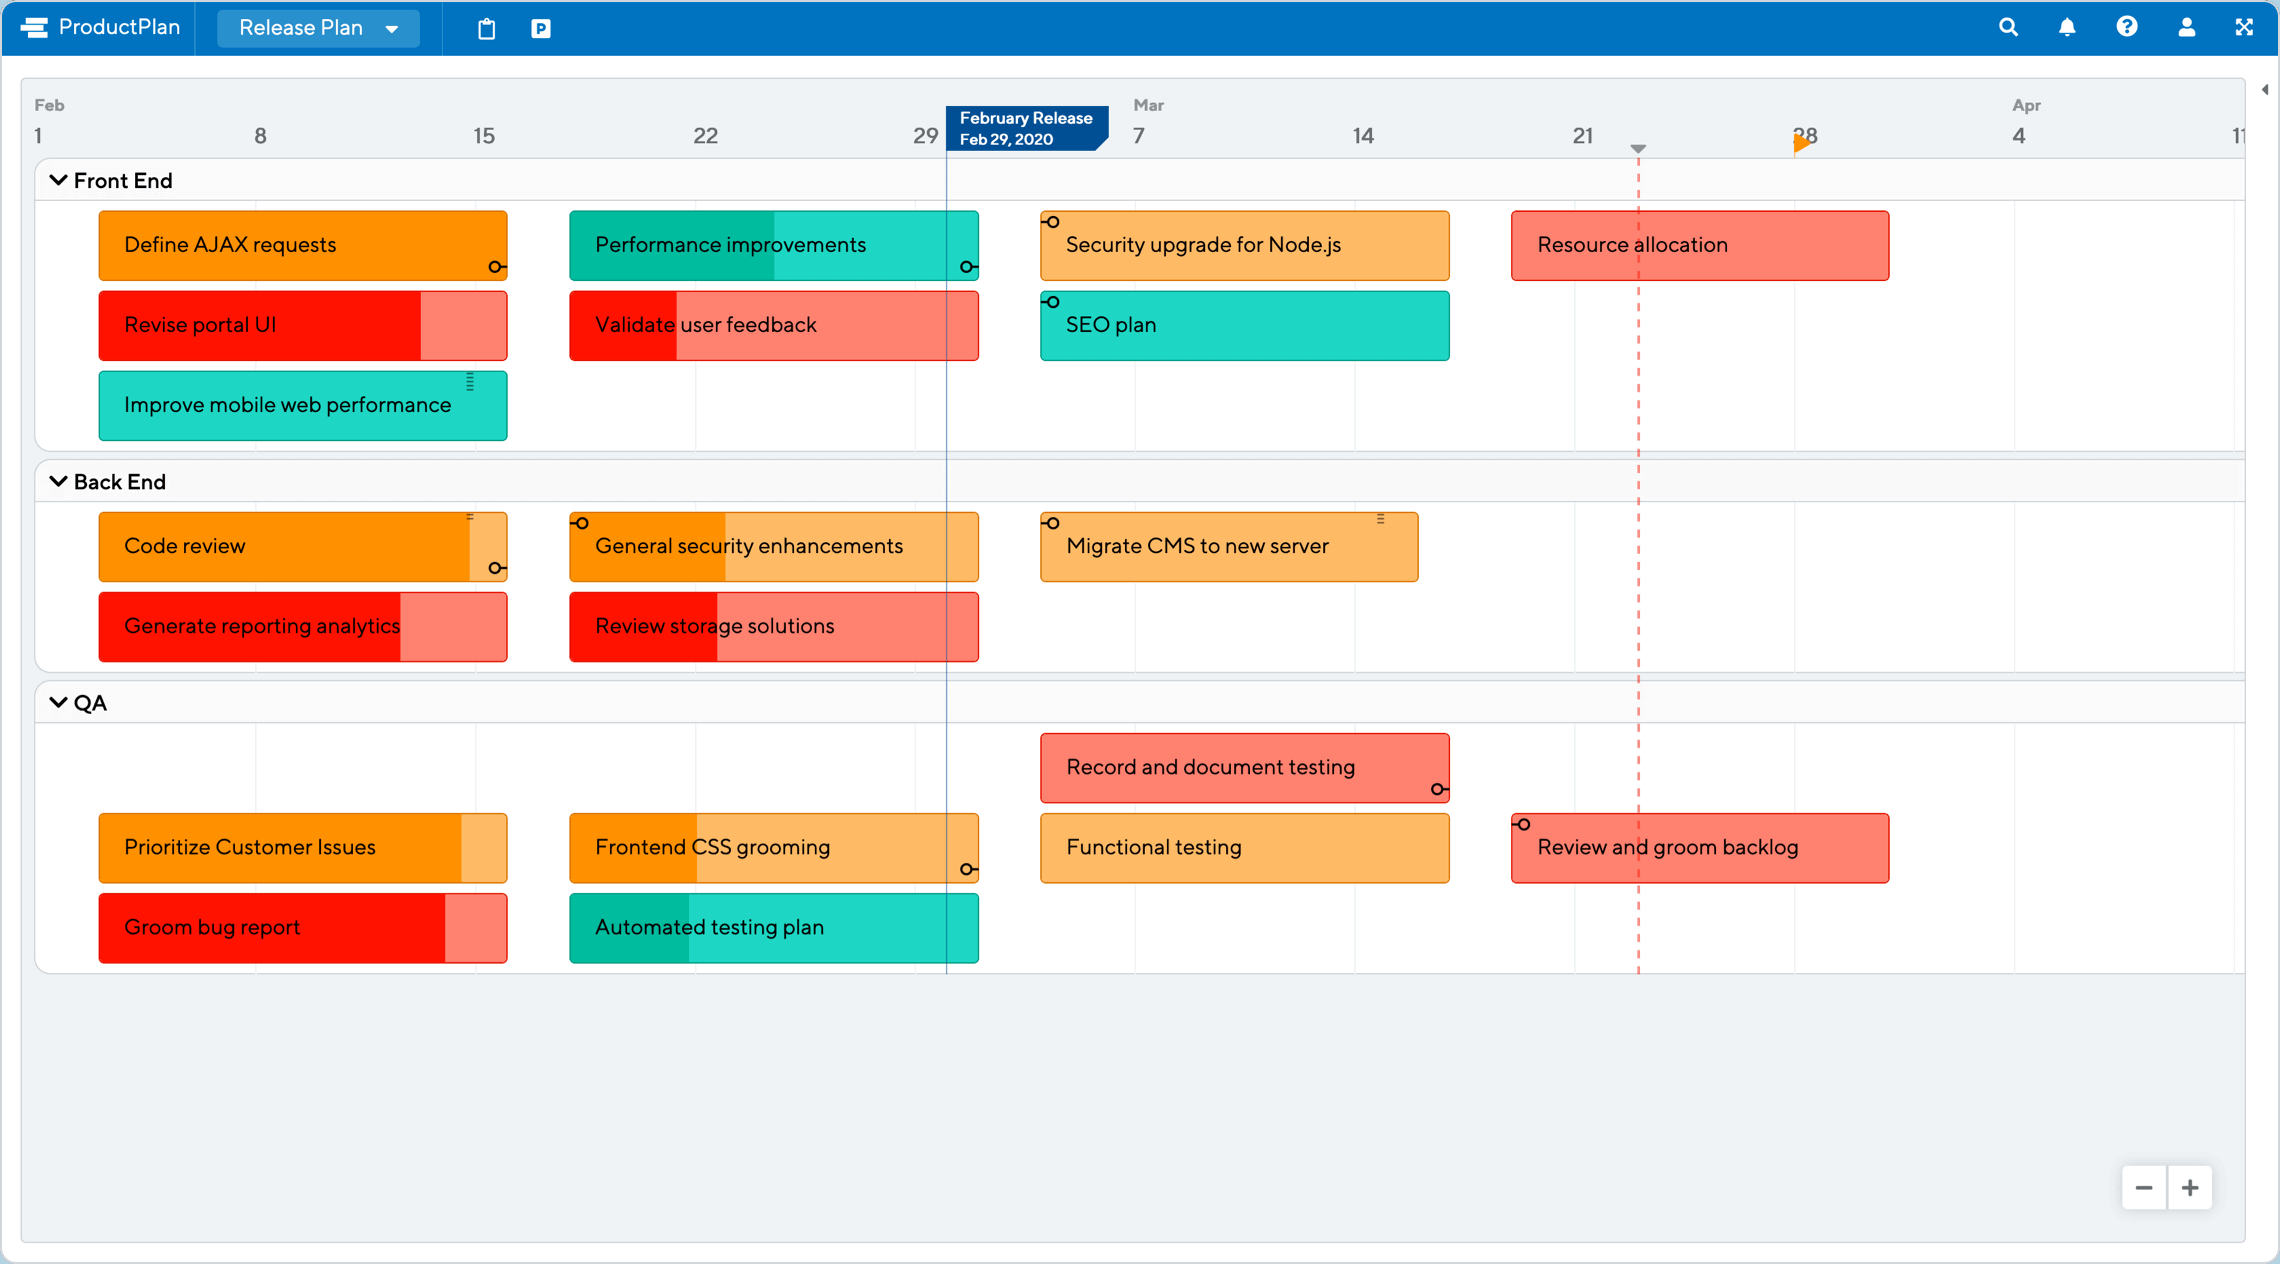 ProductPlan Release Plan P ?
Feb Mar Apr
1 8 15 22 29 7 14 21 28 4 11
February Release
Feb 29, 2020
Front End
Define AJAX requests Performance improvements Security upgrade for Node.js Resource allocation
Revise portal UI Validate user feedback SEO plan
Improve mobile web performance
Back End
Code review General security enhancements Migrate CMS to new server
Generate reporting analytics Review storage solutions
QA
Record and document testing
Prioritize Customer Issues Frontend CSS grooming Functional testing Review and groom backlog
Groom bug report Automated testing plan